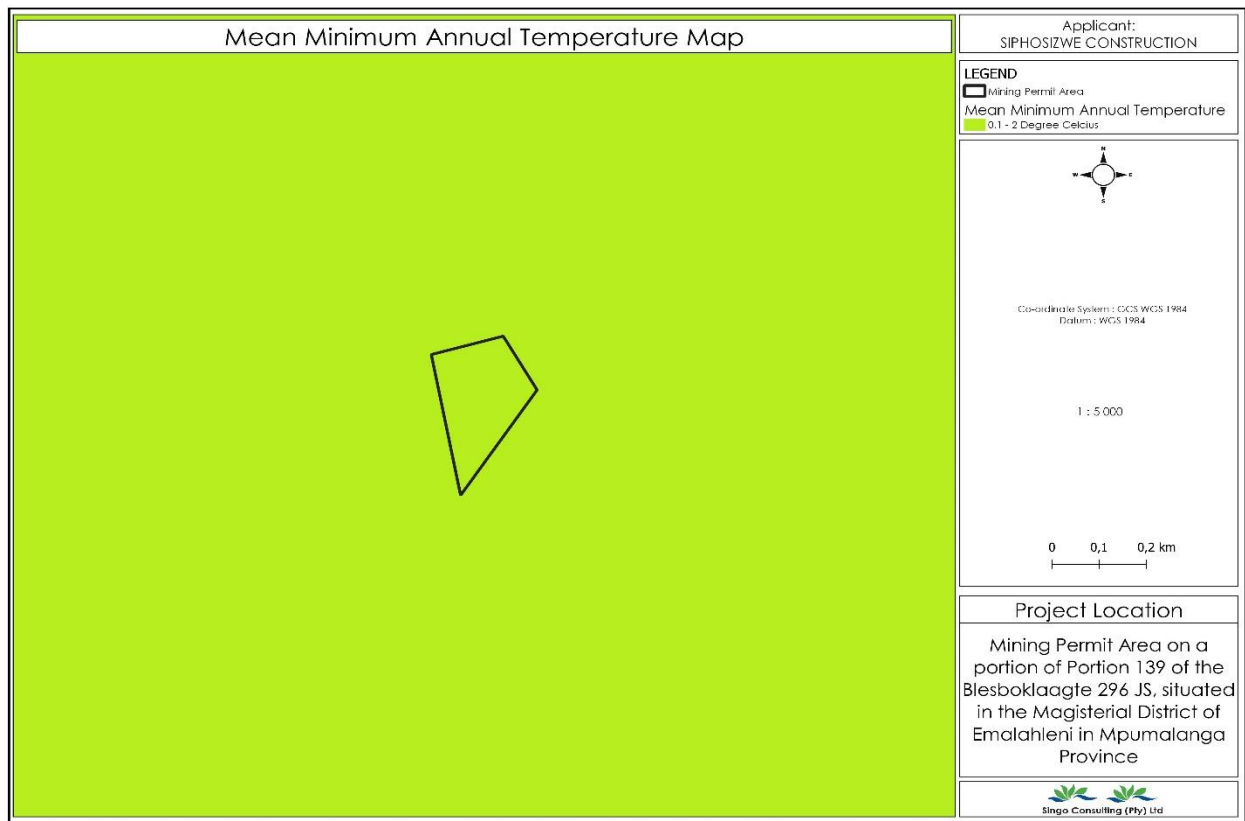 Mean Minimum Annual Temperature Map
Applicant:
SIPHOSIZWE CONSTRUCTION
LEGEND
Mining Permit Area
Mean Minimum Annual Temperature
0.1 - 2 Degree Celcius
N
W E
S
Co-ordinate System : GCS WGS 1984
Datum : WGS 1984
1 : 5 000
0 0,1 0,2 km
Project Location
Mining Permit Area on a
portion of Portion 139 of the
Blesboklaagte 296 JS, situated
in the Magisterial District of
Emalahleni in Mpumalanga
Province
Singo Consulting (Pty) Ltd